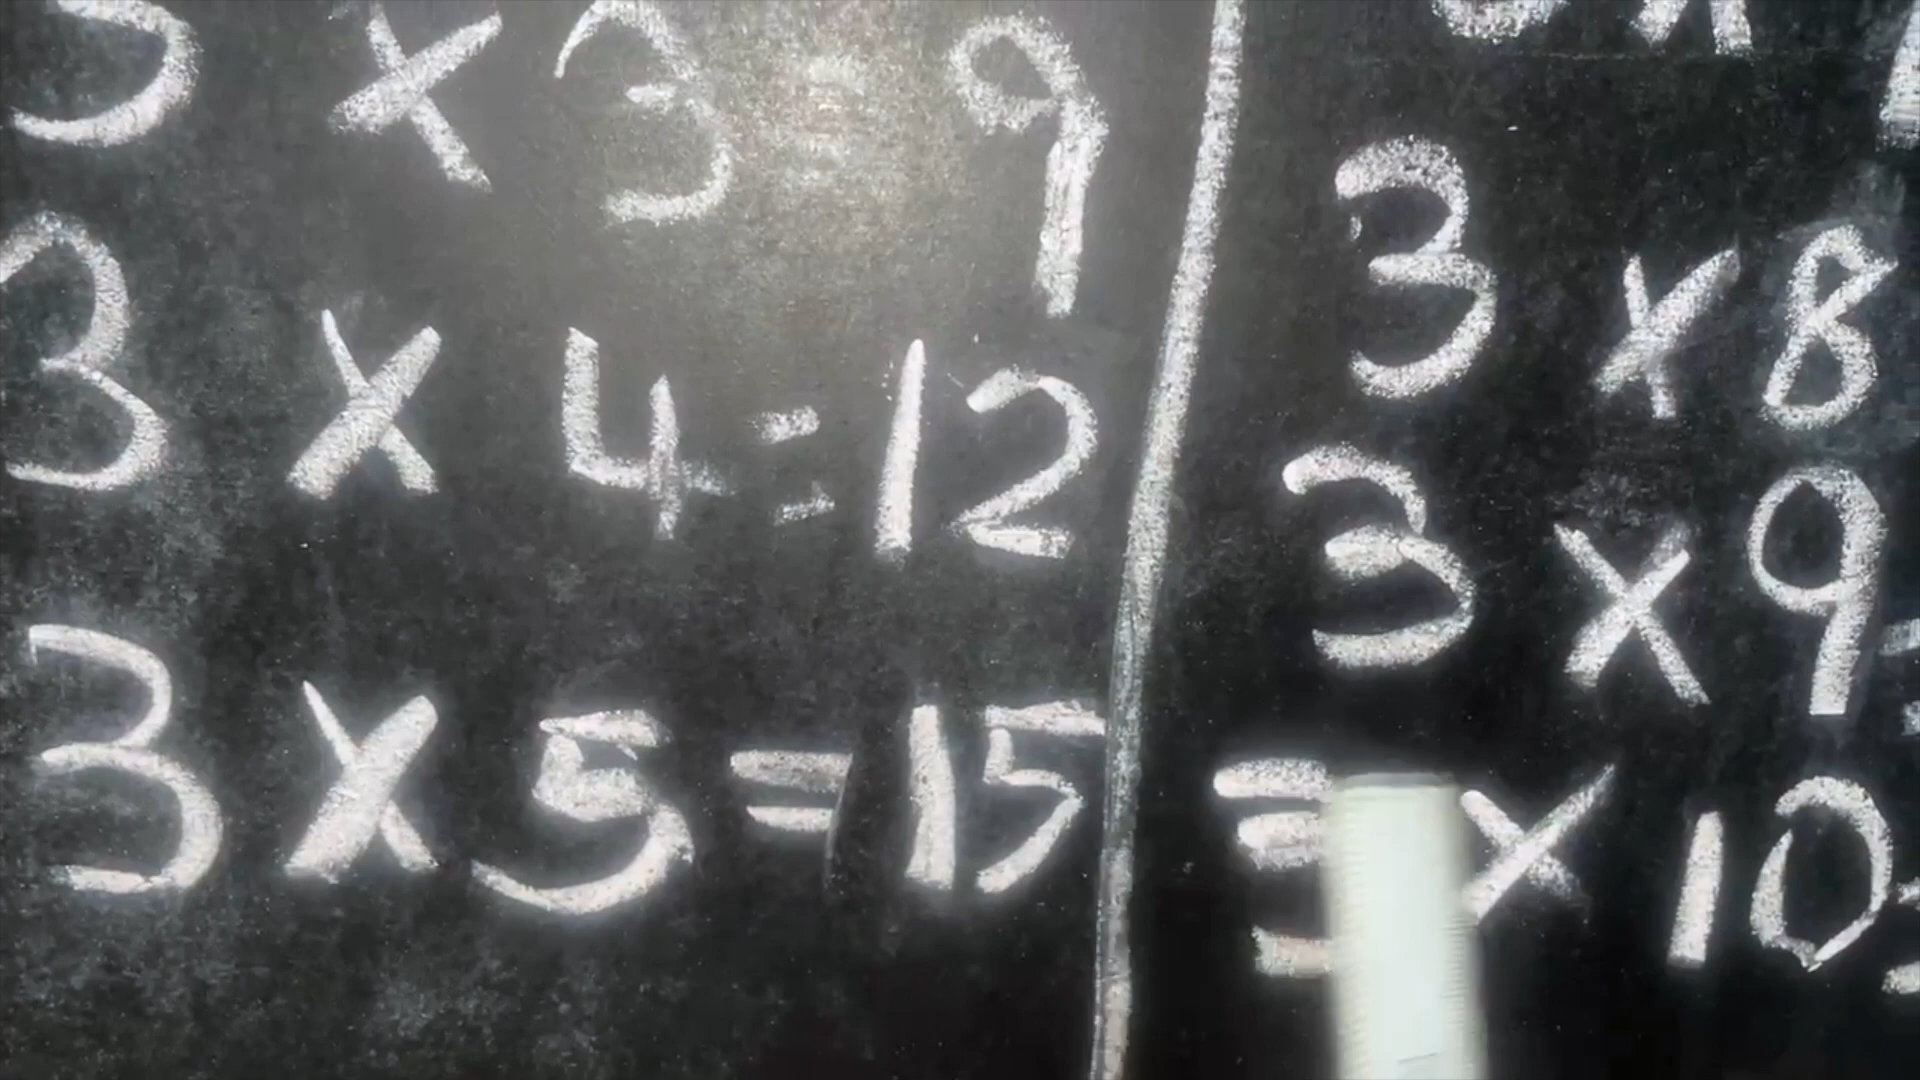 3 x 3 = 9
3 x 4 = 12
3 x 5 = 15
3 x 8
3 x 9 =
3 x 10 =